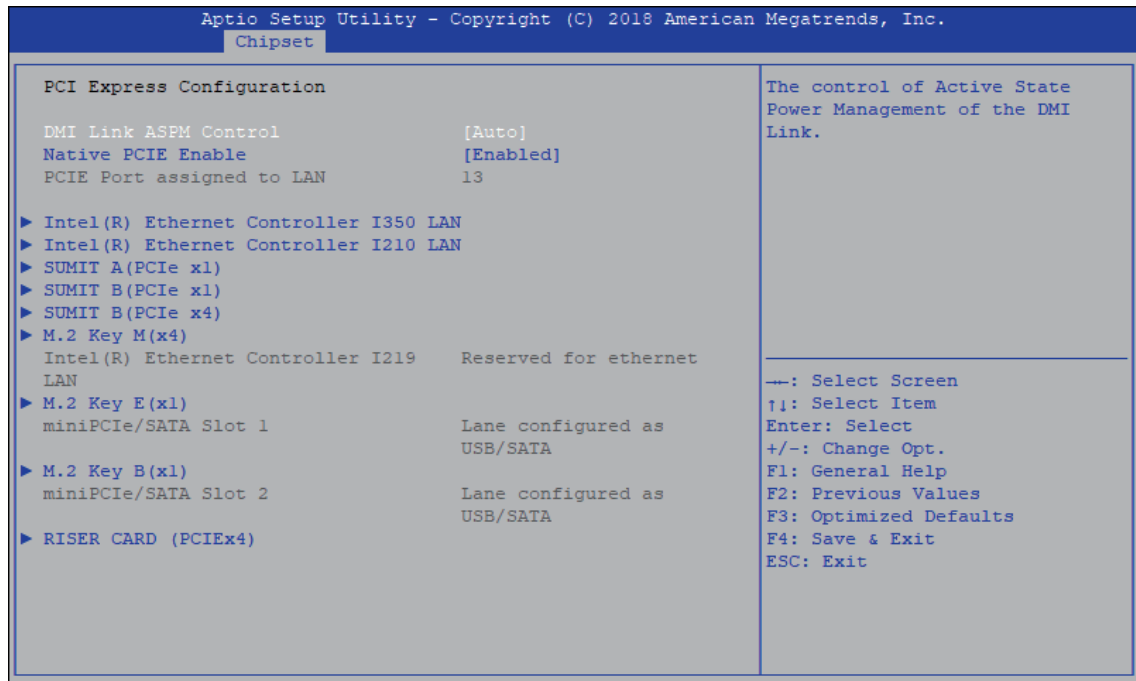 Aptio Setup Utility - Copyright (C) 2018 American Megatrends, Inc.
Chipset
PCI Express Configuration
DMI Link ASPM Control [Auto]
Native PCIE Enable [Enabled]
PCIE Port assigned to LAN 13
▶ Intel(R) Ethernet Controller I350 LAN
▶ Intel(R) Ethernet Controller I210 LAN
▶ SUMIT A(PCIe x1)
▶ SUMIT B(PCIe x1)
▶ SUMIT B(PCIe x4)
▶ M.2 Key M(x4)
Intel(R) Ethernet Controller I219 Reserved for ethernet
LAN
▶ M.2 Key E(x1)
miniPCIe/SATA Slot 1 Lane configured as
USB/SATA
▶ M.2 Key B(x1)
miniPCIe/SATA Slot 2 Lane configured as
USB/SATA
▶ RISER CARD (PCIEx4)
The control of Active State
Power Management of the DMI
Link.
→←: Select Screen
↑↓: Select Item
Enter: Select
+/-: Change Opt.
F1: General Help
F2: Previous Values
F3: Optimized Defaults
F4: Save & Exit
ESC: Exit